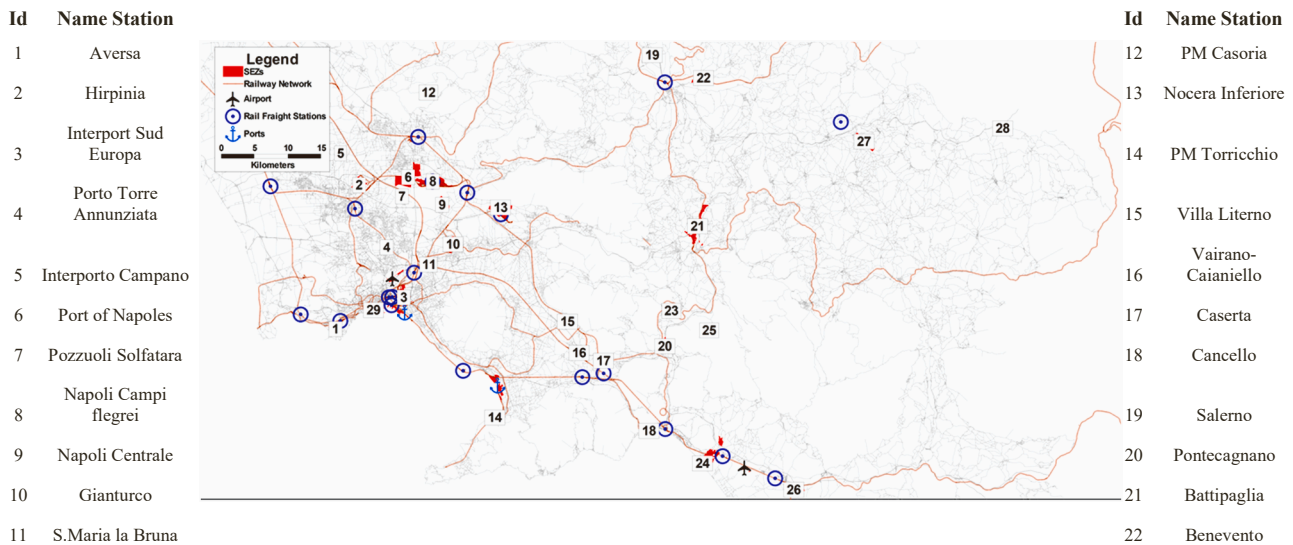 Id Name Station
1 Aversa
2 Hirpinia
3 Interport Sud
Europa
4 Porto Torre
Annunziata
5 Interporto Campano
6 Port of Napoles
7 Pozzuoli Solfatara
8 Napoli Campi
flegrei
9 Napoli Centrale
10 Gianturco
11 S.Maria la Bruna
Legend
SEZs
Railway Network
Airport
Rail Freight Stations
Ports
0 5 10 15
Kilometers
19
22
12
5
27
28
2
6
8
7
9
13
21
4
10
11
3
29
1
23
25
15
20
16
17
14
18
24
26
Id Name Station
12 PM Casoria
13 Nocera Inferiore
14 PM Torricchio
15 Villa Literno
16 Vairano-
Caianiello
17 Caserta
18 Cancello
19 Salerno
20 Pontecagnano
21 Battipaglia
22 Benevento